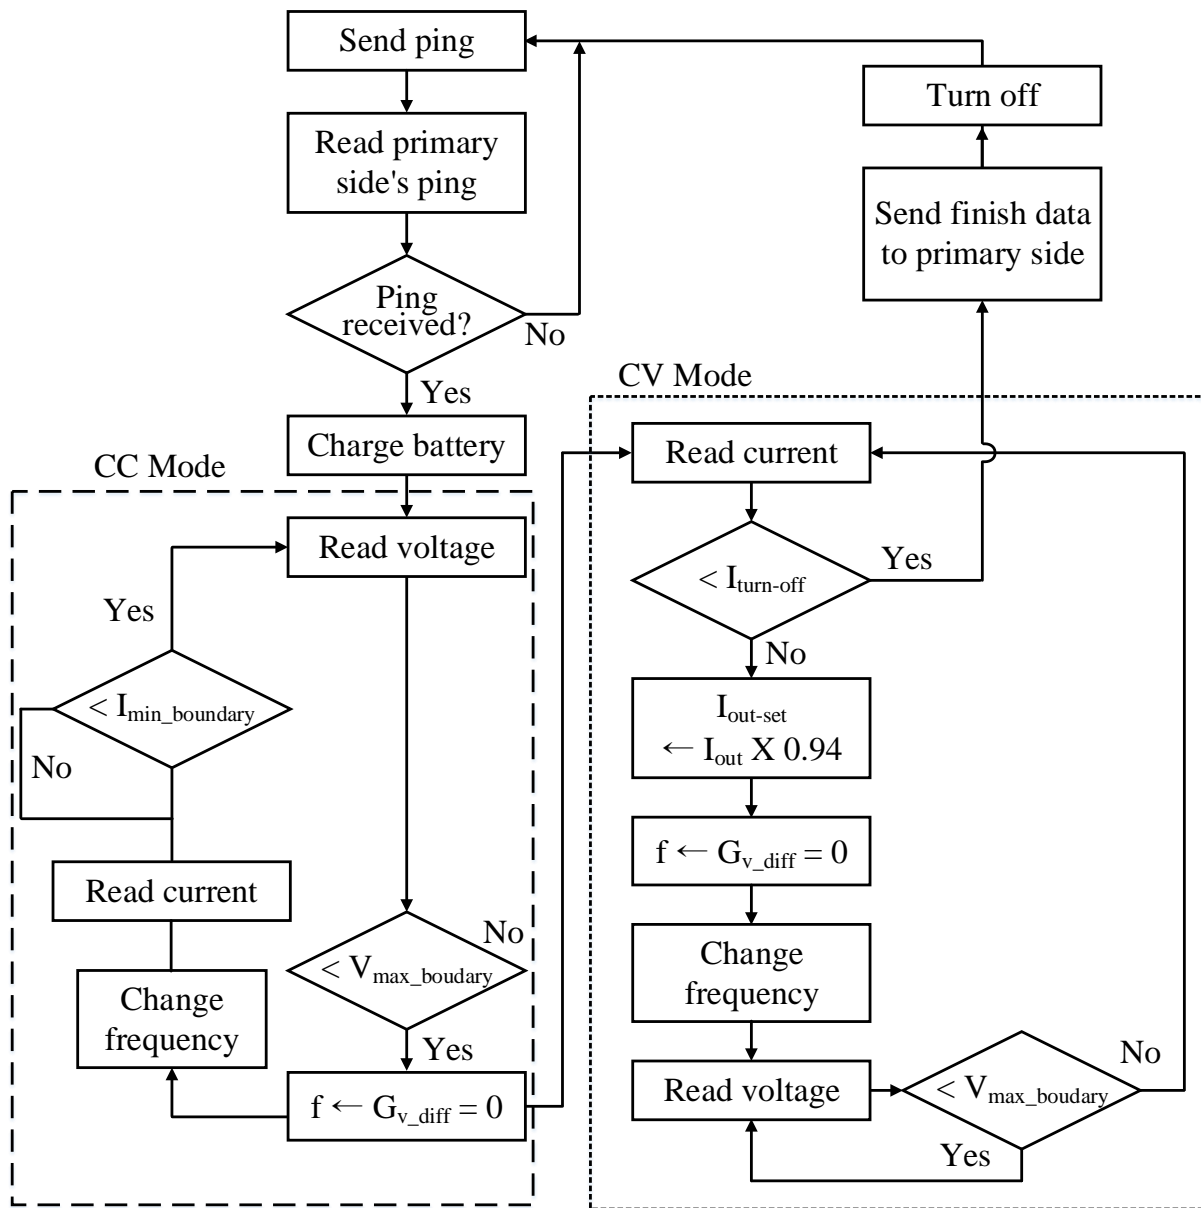 Send ping
Read primary
side's ping
Ping
received?
No
Yes
Charge battery
Turn off
Send finish data
to primary side
CC Mode
Read voltage
Yes
< I_min_boundary
No
Read current
Change
frequency
< V_max_boudary
No
Yes
f ← G_v_diff = 0
CV Mode
Read current
< I_turn-off
Yes
No
I_out-set
← I_out X 0.94
f ← G_v_diff = 0
Change
frequency
Read voltage
< V_max_boudary
No
Yes